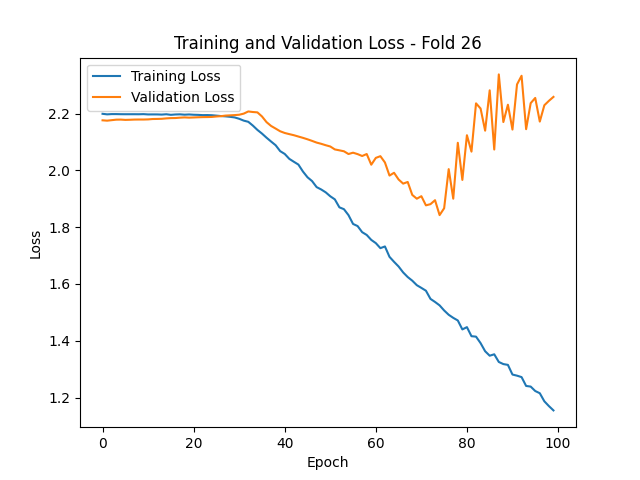 Training and Validation Loss - Fold 26
Training Loss
Validation Loss
2.2
2.0
1.8
1.6
1.4
1.2
Loss
0 20 40 60 80 100
Epoch